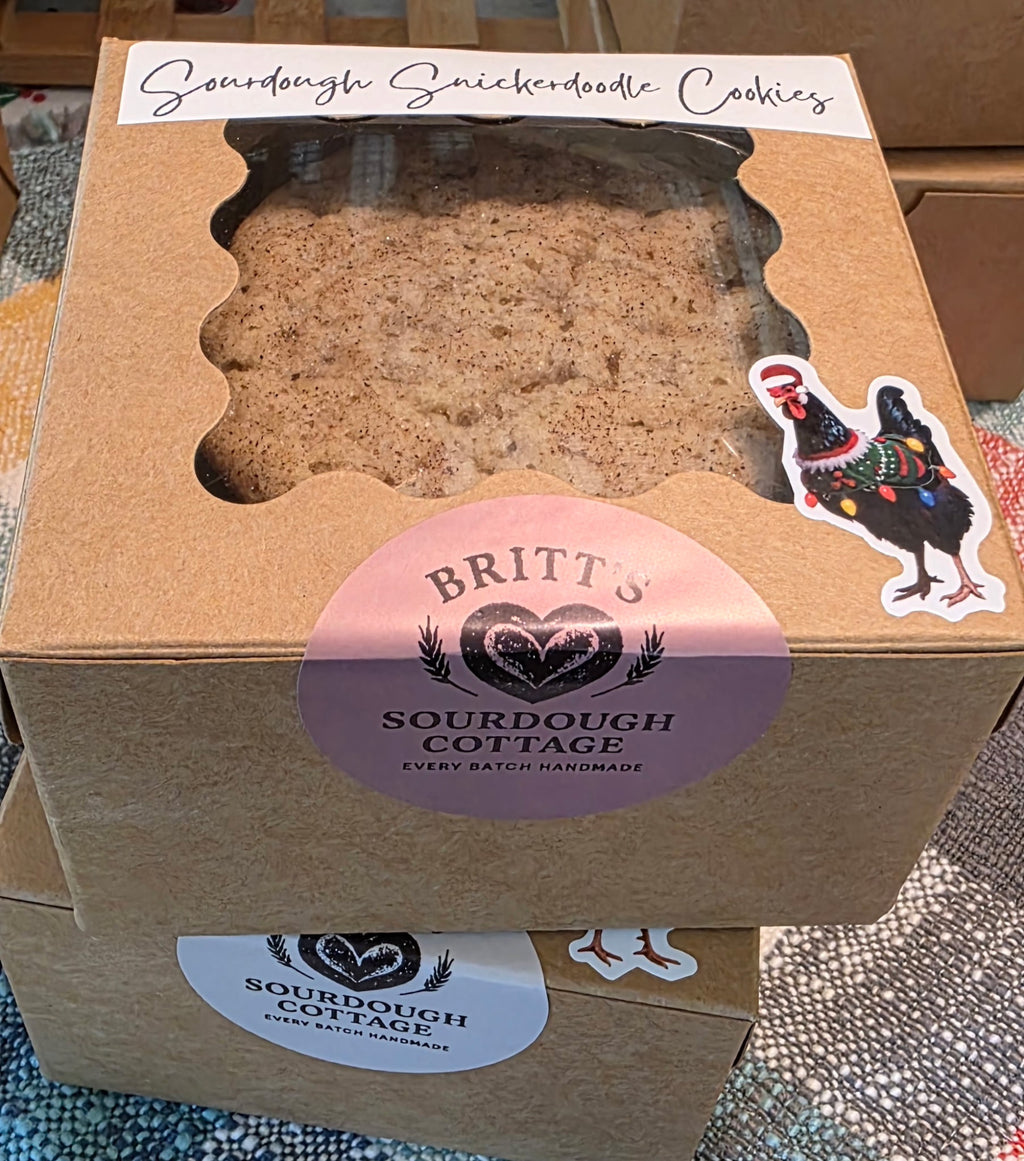 Sourdough Snickerdoodle Cookies
BRITT'S
SOURDOUGH
COTTAGE
EVERY BATCH HANDMADE
SOURDOUGH
COTTAGE
EVERY BATCH HANDMADE